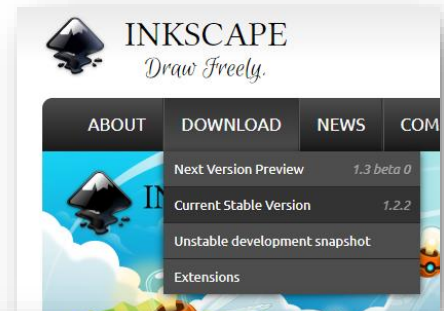 INKSCAPE
Draw Freely.
ABOUT DOWNLOAD NEWS COM
Next Version Preview 1.3 beta 0
Current Stable Version 1.2.2
Unstable development snapshot
Extensions
IN